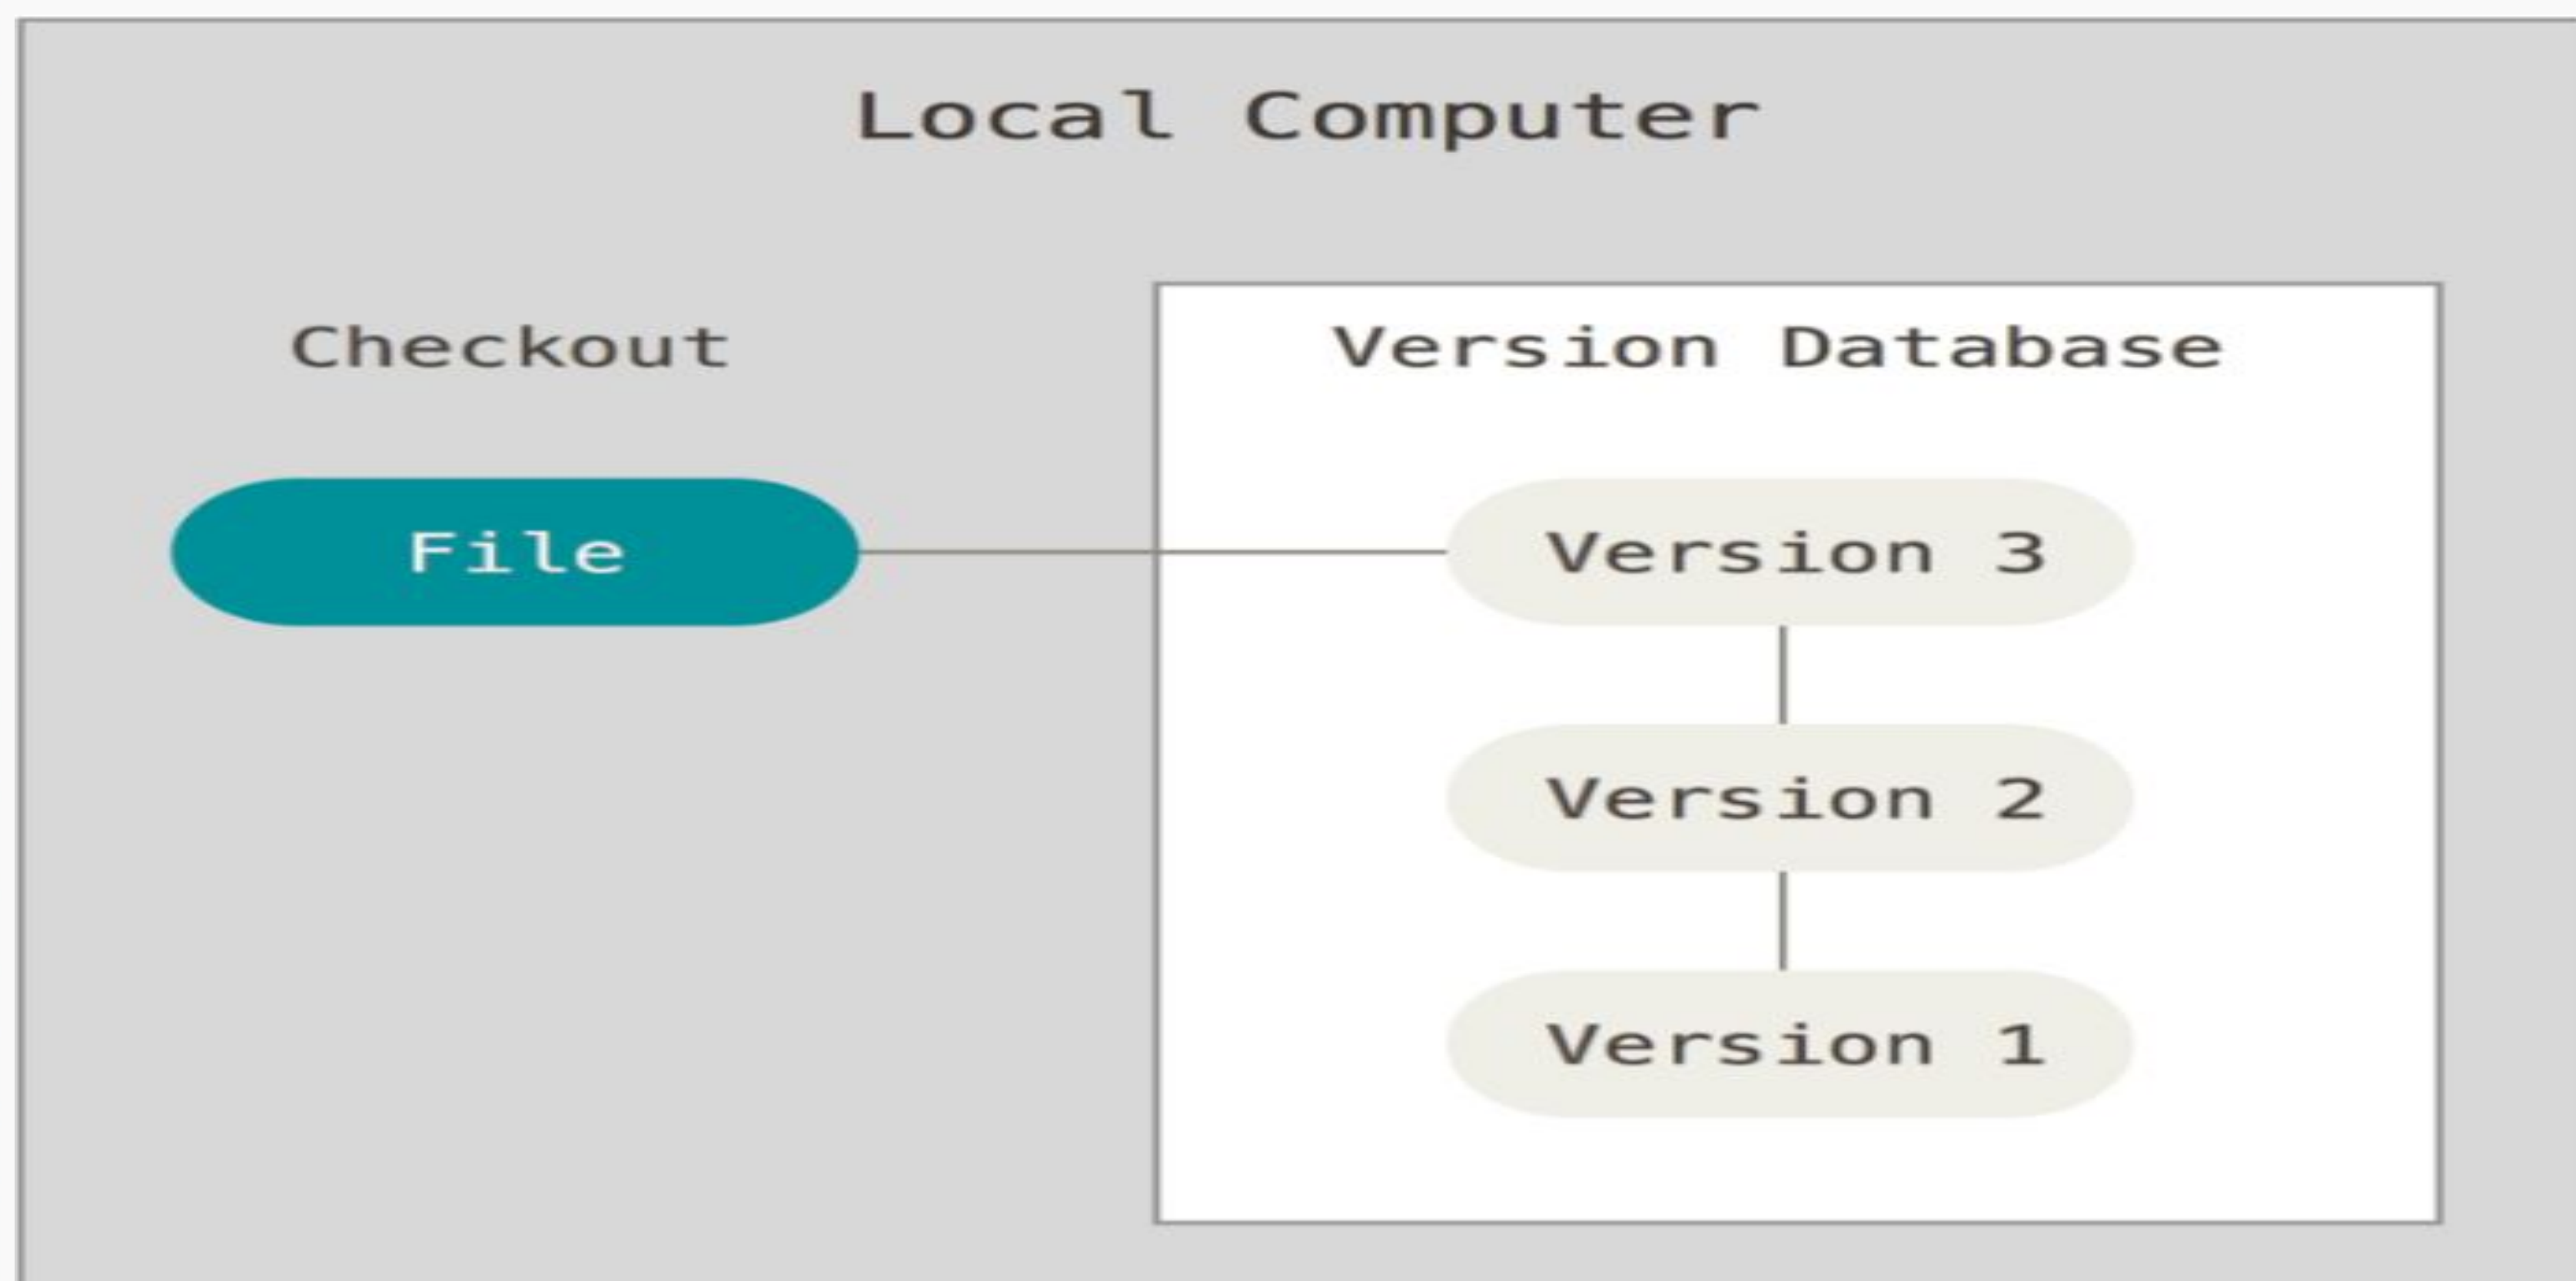 Local Computer
Checkout
Version Database
File
Version 3
Version 2
Version 1